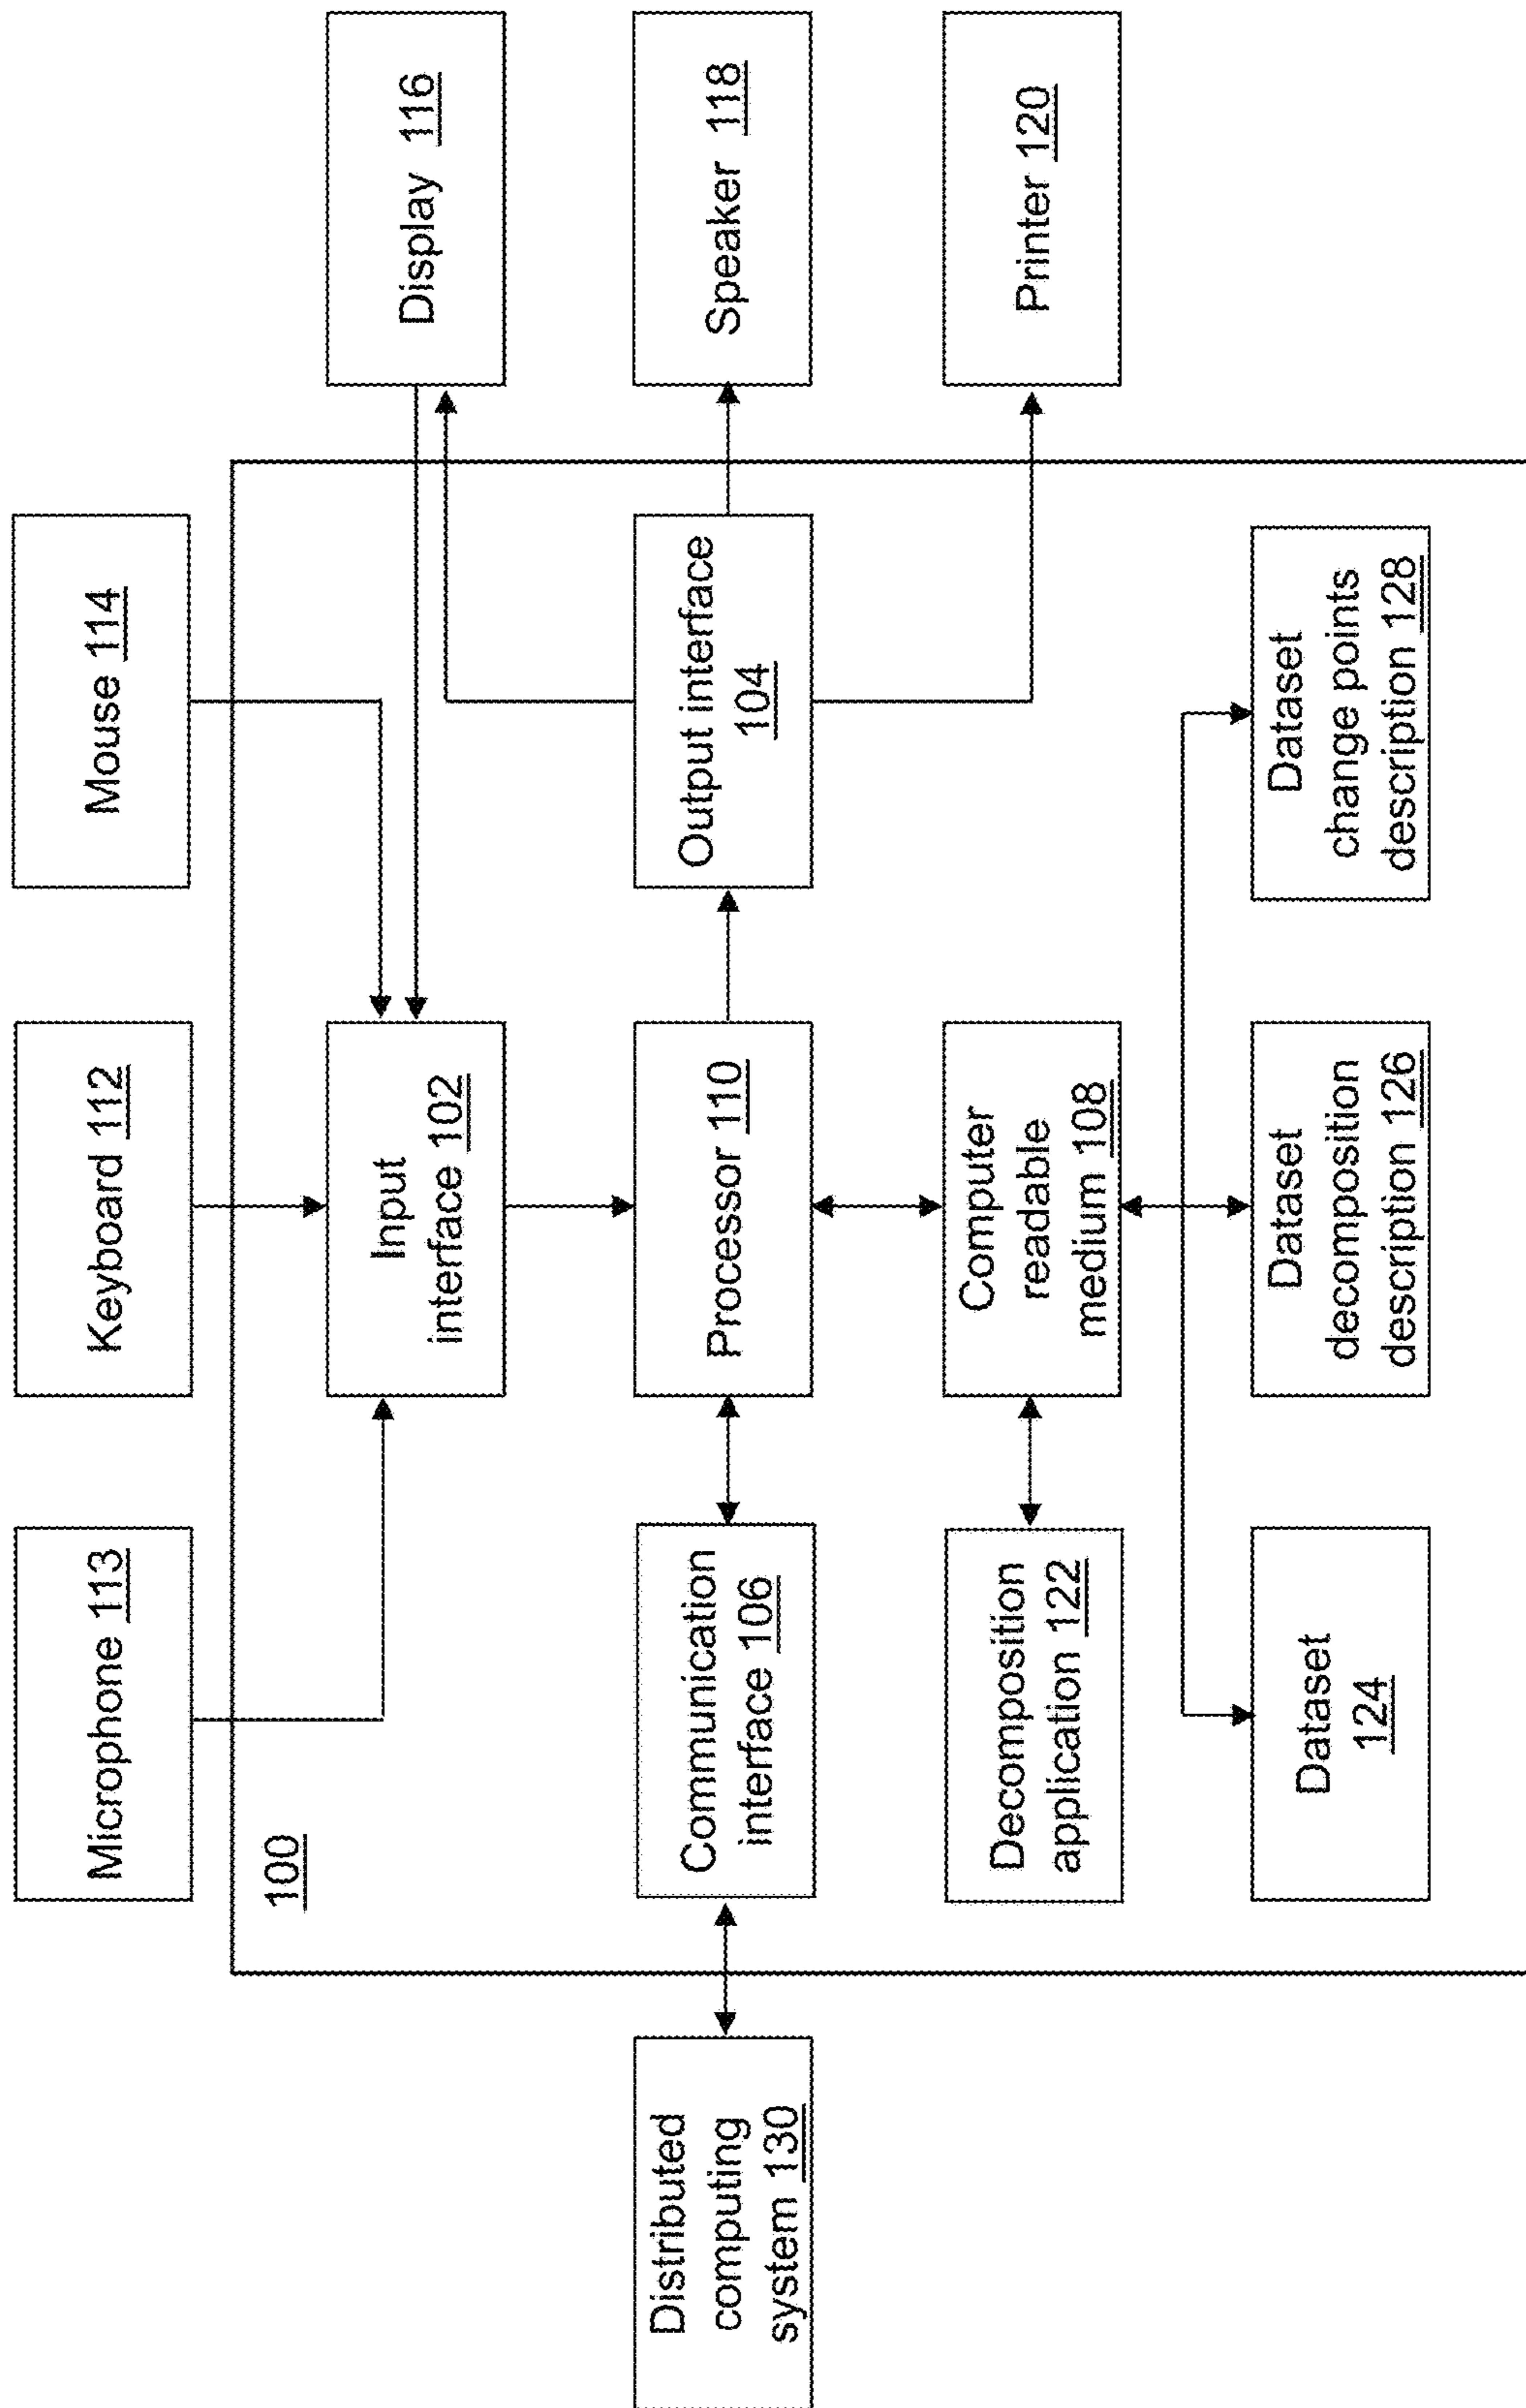 Microphone 113
Keyboard 112
Mouse 114
100
Input
interface 102
Display 116
Distributed
computing
system 130
Communication
interface 106
Processor 110
Output interface
104
Speaker 118
Decomposition
application 122
Computer
readable
medium 108
Printer 120
Dataset
124
Dataset
decomposition
description 126
Dataset
change points
description 128